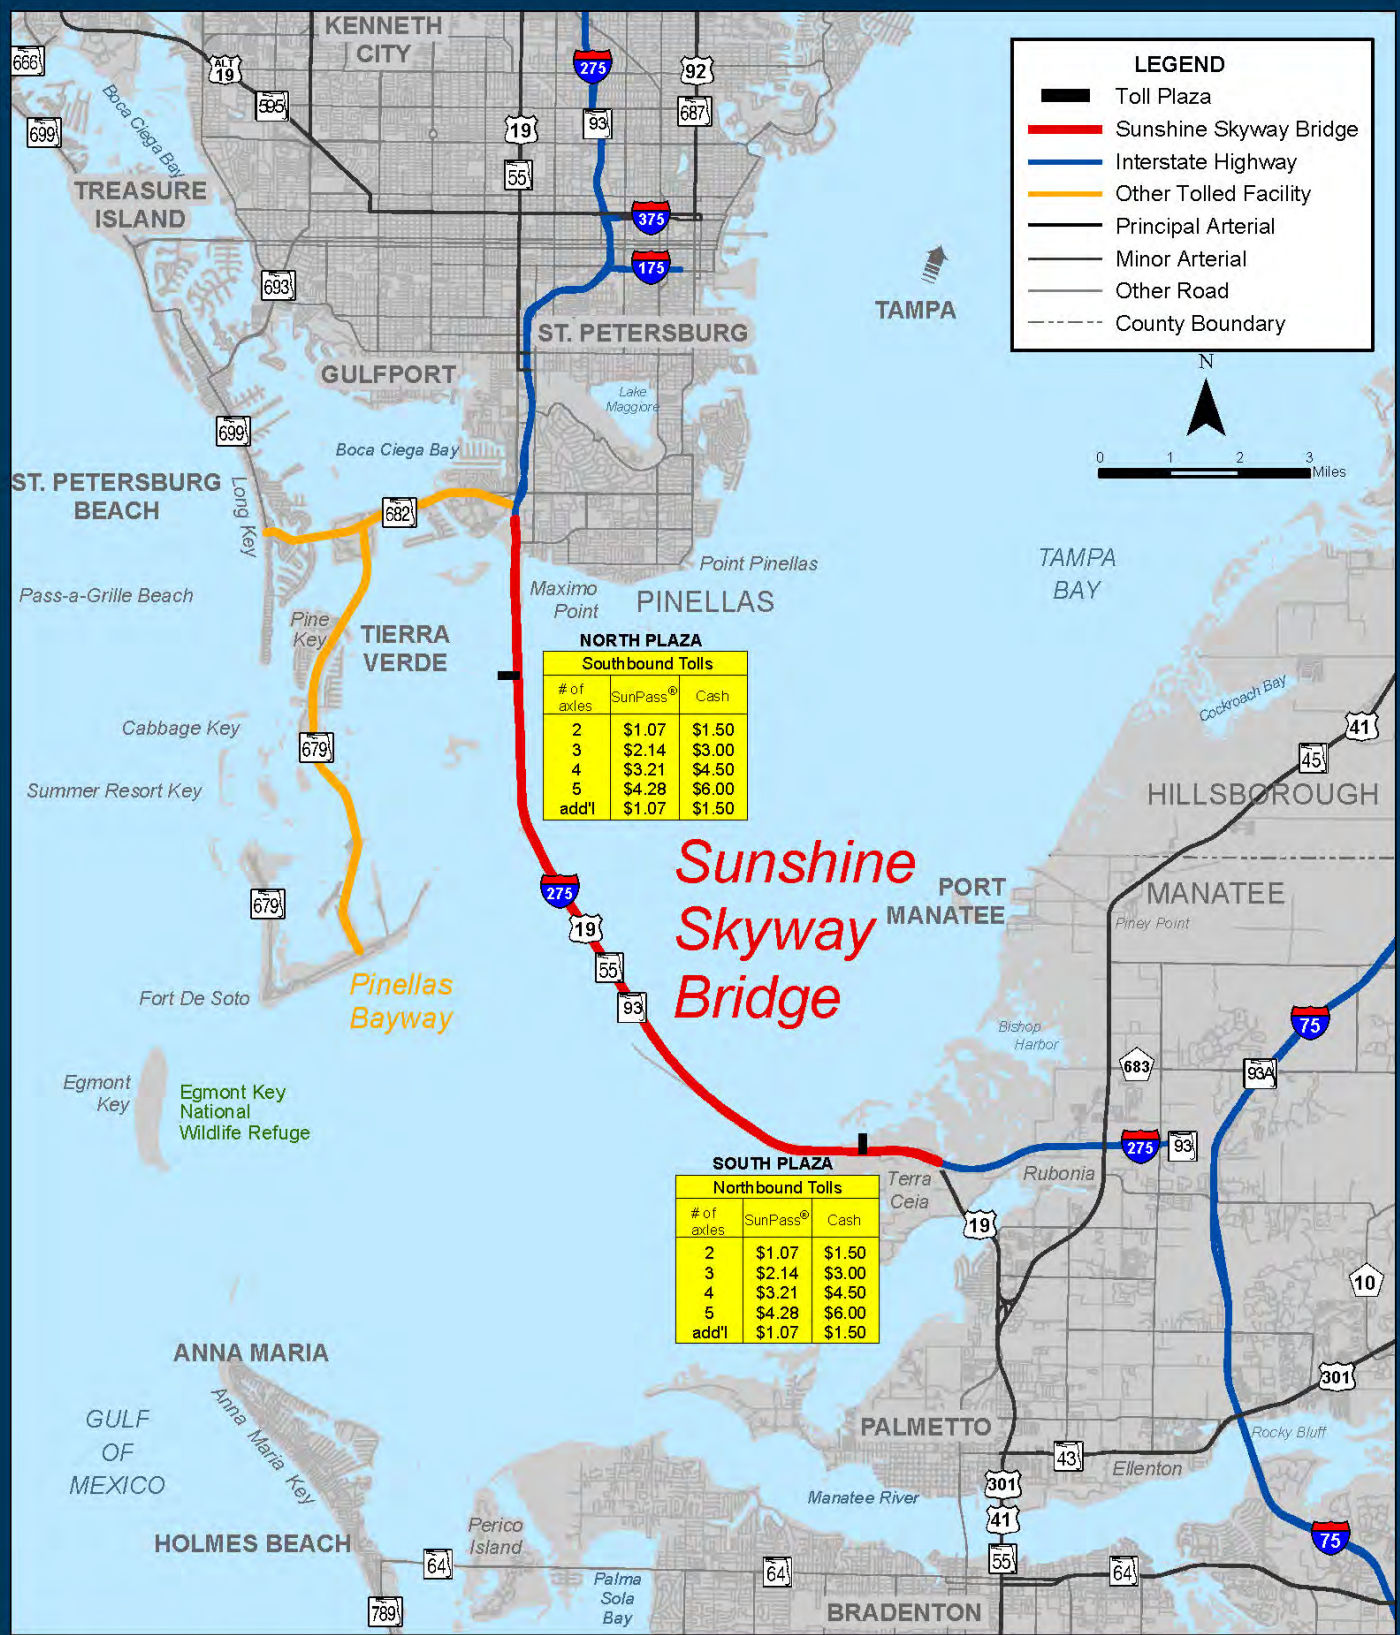 KENNETH
CITY
666
ALT
19
275
92
595
93
687
699
19
Boca Ciega Bay
55
TREASURE
ISLAND
375
175
693
TAMPA
ST. PETERSBURG
GULFPORT
Lake
Maggiore
699
Boca Ciega Bay
ST. PETERSBURG
BEACH
Long Key
682
LEGEND
Toll Plaza
Sunshine Skyway Bridge
Interstate Highway
Other Tolled Facility
Principal Arterial
Minor Arterial
Other Road
County Boundary
N
0 1 2 3
Miles
TAMPA
BAY
Point Pinellas
Pass-a-Grille Beach
Maximo
Point
PINELLAS
Pine
Key
TIERRA
VERDE
NORTH PLAZA
Southbound Tolls
# of
axles
SunPass® Cash
2 $1.07 $1.50
3 $2.14 $3.00
4 $3.21 $4.50
5 $4.28 $6.00
add'l $1.07 $1.50
Cockroach Bay
41
45
Cabbage Key
679
Summer Resort Key
HILLSBOROUGH
Sunshine
Skyway
Bridge
PORT
MANATEE
MANATEE
Piney Point
275
19
55
93
679
Fort De Soto
Pinellas
Bayway
75
Bishop
Harbor
683
93A
Egmont
Key
Egmont Key
National
Wildlife Refuge
275
93
SOUTH PLAZA
Northbound Tolls
# of
axles
SunPass® Cash
2 $1.07 $1.50
3 $2.14 $3.00
4 $3.21 $4.50
5 $4.28 $6.00
add'l $1.07 $1.50
Terra
Ceia
Rubonia
19
10
ANNA MARIA
Anna Maria Key
301
GULF
OF
MEXICO
PALMETTO
Rocky Bluff
43
Ellenton
301
Manatee River
41
HOLMES BEACH
Perico
Island
75
64
64
55
64
Palma
Sola
Bay
789
BRADENTON